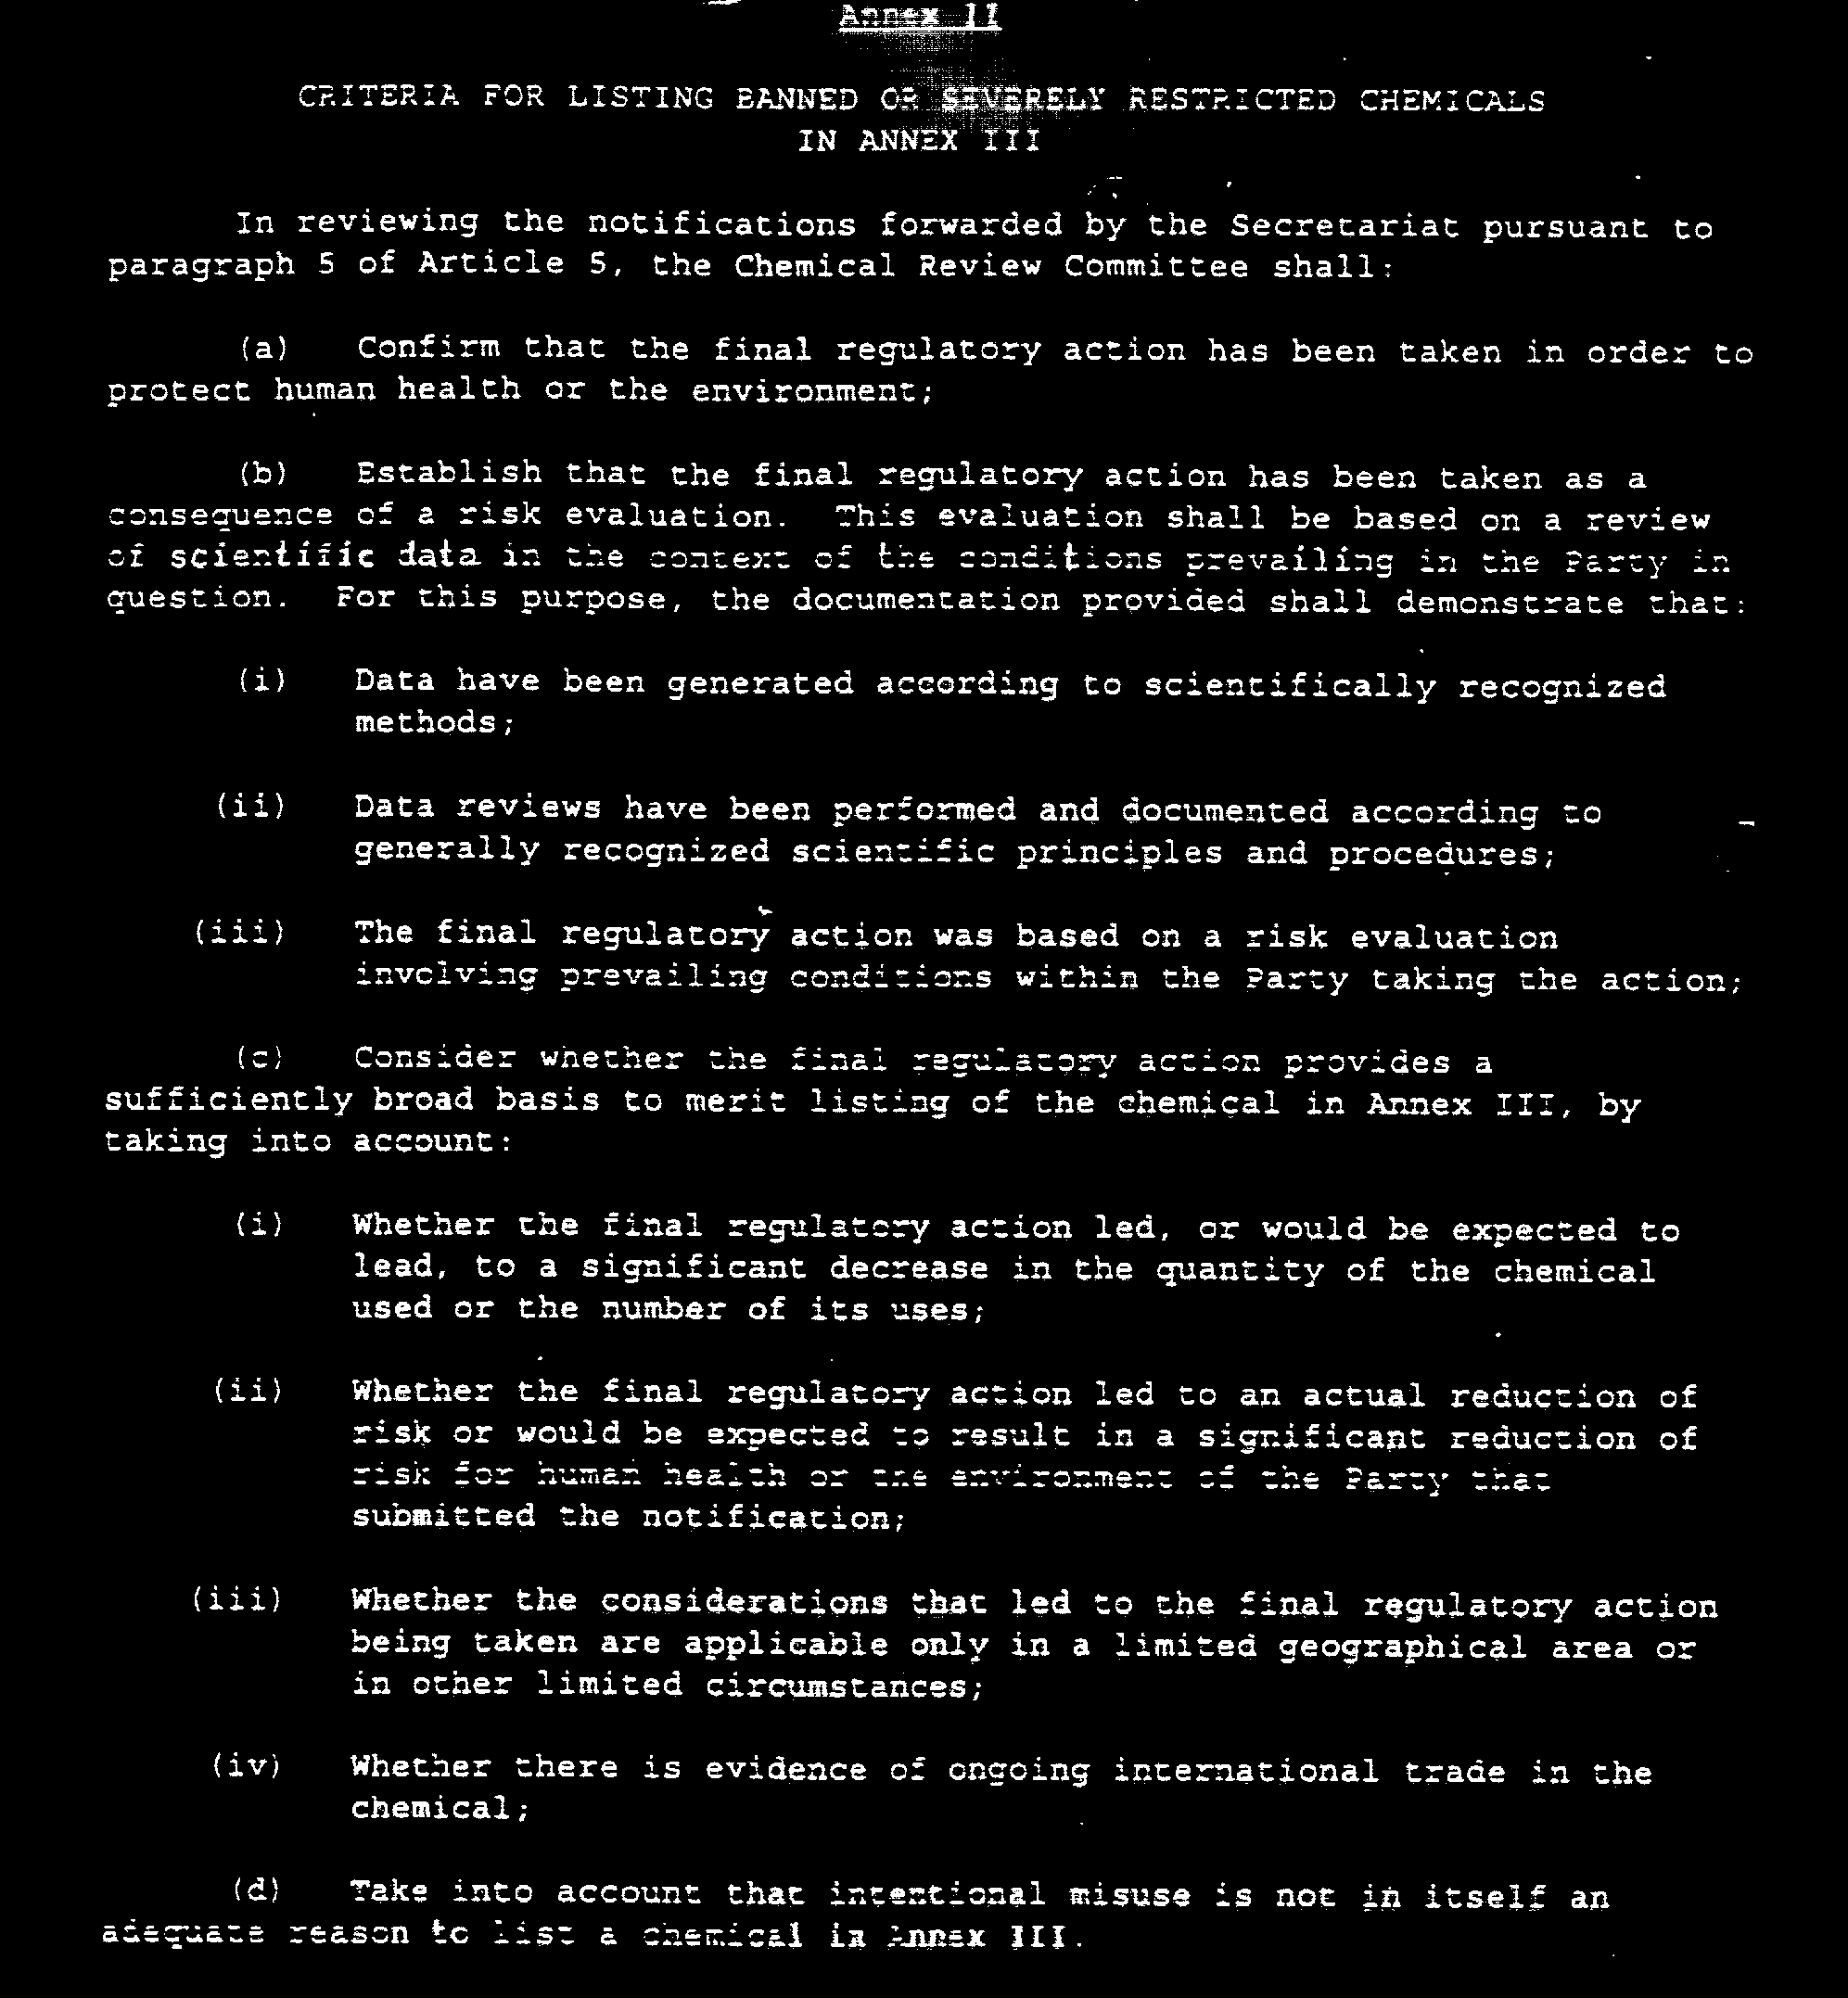 Annex II
CRITERIA FOR LISTING BANNED OR SEVERELY RESTRICTED CHEMICALS
IN ANNEX III
In reviewing the notifications forwarded by the Secretariat pursuant to
paragraph 5 of Article 5, the Chemical Review Committee shall:
(a) Confirm that the final regulatory action has been taken in order to
protect human health or the environment;
(b) Establish that the final regulatory action has been taken as a
consequence of a risk evaluation. This evaluation shall be based on a review
of scientific data in the context of the conditions prevailing in the Party in
question. For this purpose, the documentation provided shall demonstrate that:
(i) Data have been generated according to scientifically recognized
methods;
(ii) Data reviews have been performed and documented according to
generally recognized scientific principles and procedures;
(iii) The final regulatory action was based on a risk evaluation
involving prevailing conditions within the Party taking the action;
(c) Consider whether the final regulatory action provides a
sufficiently broad basis to merit listing of the chemical in Annex III, by
taking into account:
(i) Whether the final regulatory action led, or would be expected to
lead, to a significant decrease in the quantity of the chemical
used or the number of its uses;
(ii) Whether the final regulatory action led to an actual reduction of
risk or would be expected to result in a significant reduction of
risk for human health or the environment of the Party that
submitted the notification;
(iii) Whether the considerations that led to the final regulatory action
being taken are applicable only in a limited geographical area or
in other limited circumstances;
(iv) Whether there is evidence of ongoing international trade in the
chemical;
(d) Take into account that intentional misuse is not in itself an
adequate reason to list a chemical in Annex III.